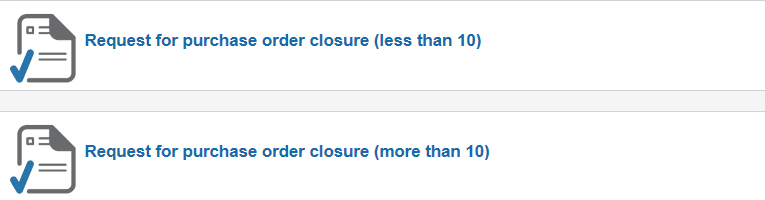 Request for purchase order closure (less than 10)
Request for purchase order closure (more than 10)